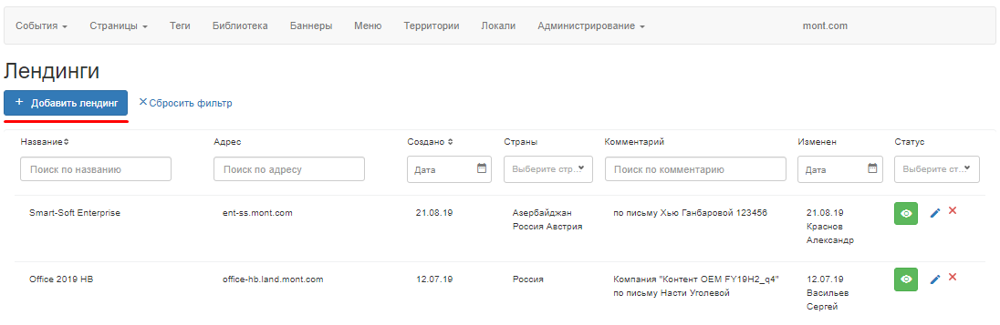 События Страницы Теги Библиотека Баннеры Меню Территории Локали Администрирование mont.com
Лендинги
+ Добавить лендинг ×Сбросить фильтр
Название Адрес Создано Страны Комментарий Изменен Статус
Поиск по названию Поиск по адресу Дата Выберите стр... Поиск по комментарию Дата Выберите ст...
Smart-Soft Enterprise ent-ss.mont.com 21.08.19 Азербайджан по письму Хью Ганбаровой 123456 21.08.19
Россия Австрия Краснов
Александр
Office 2019 HB office-hb.land.mont.com 12.07.19 Россия Компания "Контент OEM FY19H2_q4" 12.07.19
по письму Насти Уголевой Васильев
Сергей